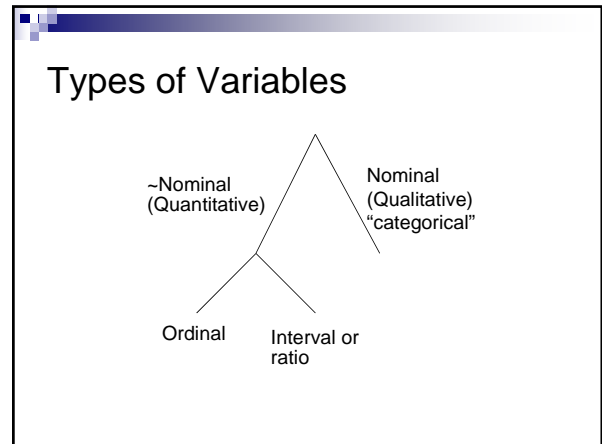 Types of Variables
~Nominal
(Quantitative)
Nominal
(Qualitative)
“categorical”
Ordinal
Interval or
ratio